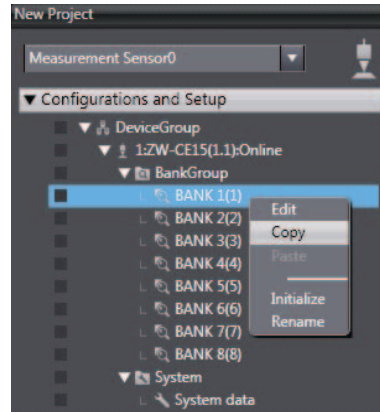 New Project
Measurement Sensor0
Configurations and Setup
DeviceGroup
1:ZW-CE15(1.1):Online
BankGroup
BANK 1(1)
BANK 2(2)
BANK 3(3)
BANK 4(4)
BANK 5(5)
BANK 6(6)
BANK 7(7)
BANK 8(8)
System
System data
Edit
Copy
Paste
Initialize
Rename